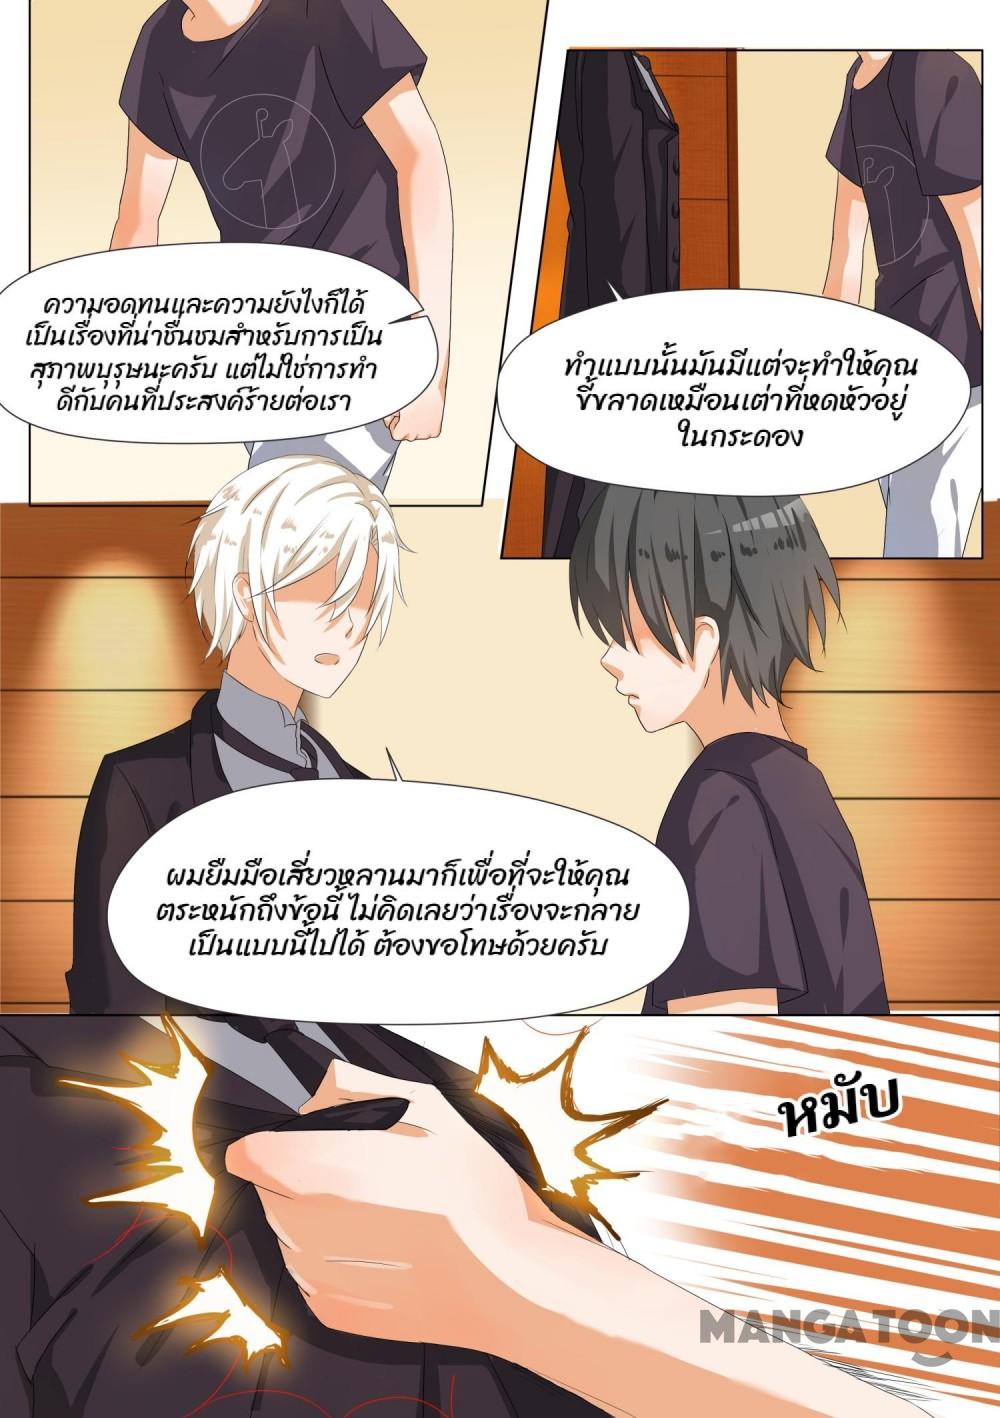 ความอดทนและความยังไงก็ได้
เป็นเรื่องที่น่าชื่นชมสำหรับการเป็น
สุภาพบุรุษนะครับ แต่ไม่ใช่การทำ
ดีกับคนที่ประสงค์ร้ายต่อเรา
ทำแบบนั้นมันมีแต่จะทำให้คุณ
ขี้ขลาดเหมือนเต่าที่หดหัวอยู่
ในกระดอง
ผมยืมมือเสี่ยวหลานมาก็เพื่อที่จะให้คุณ
ตระหนักถึงข้อนี้ ไม่คิดเลยว่าเรื่องจะกลาย
เป็นแบบนี้ไปได้ ต้องขอโทษด้วยครับ
หมับ
MANGATOON